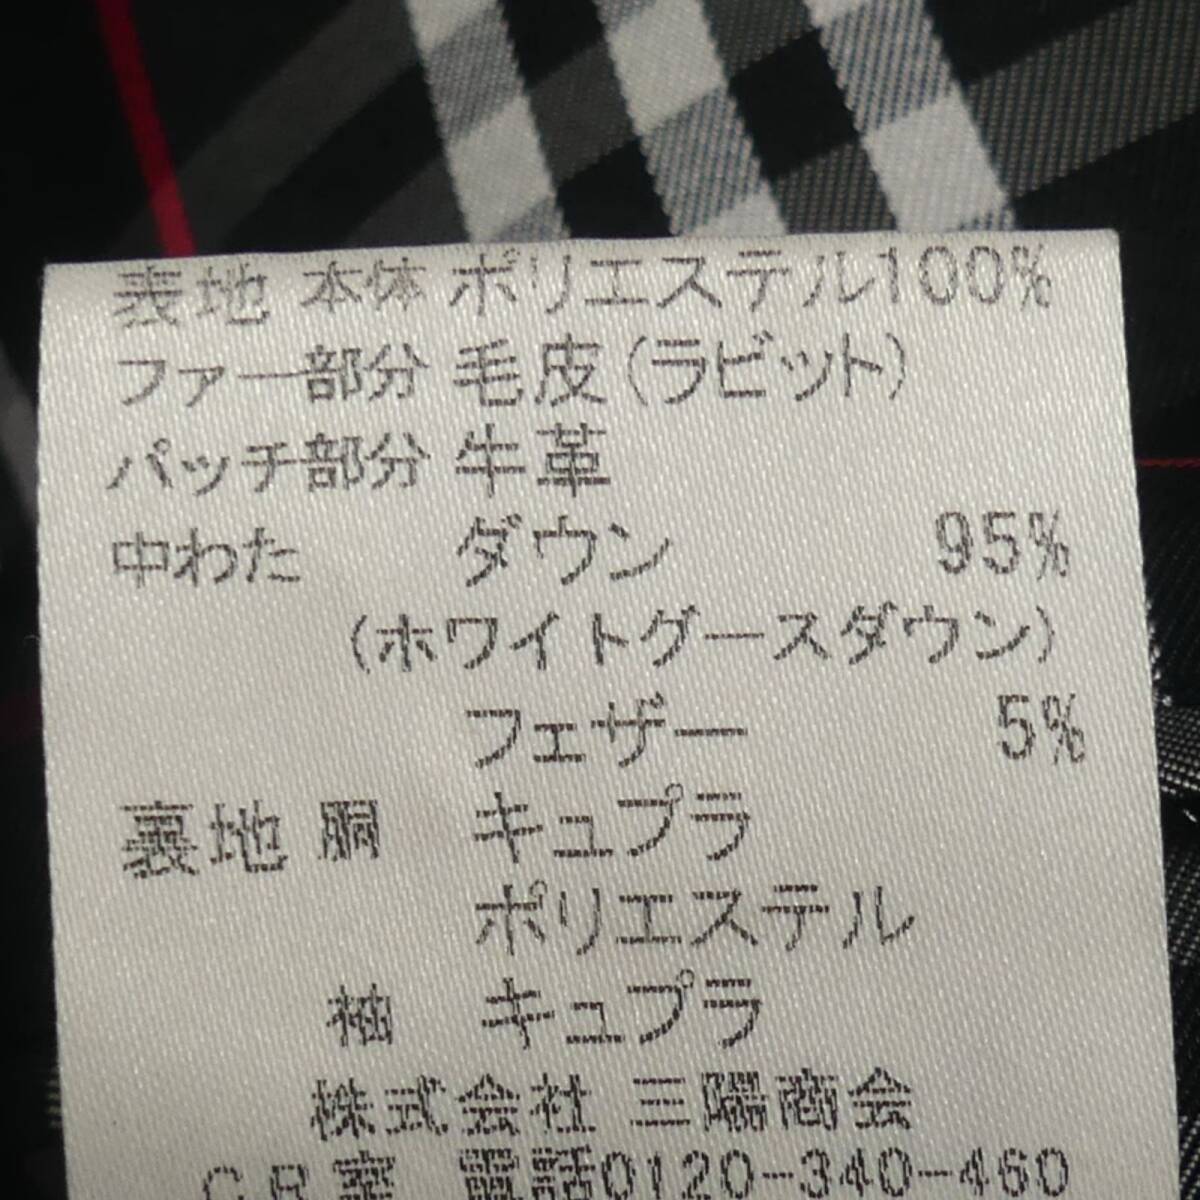 表地 本体 ポリエステル100%
ファー部分 毛皮(ラビット)
パッチ部分 牛革
中わた ダウン 95%
(ホワイトグースダウン)
フェザー 5%
裏地 胴 キュプラ
ポリエステル
袖 キュプラ
株式会社 三陽商会
C.R室 電話0120-340-460